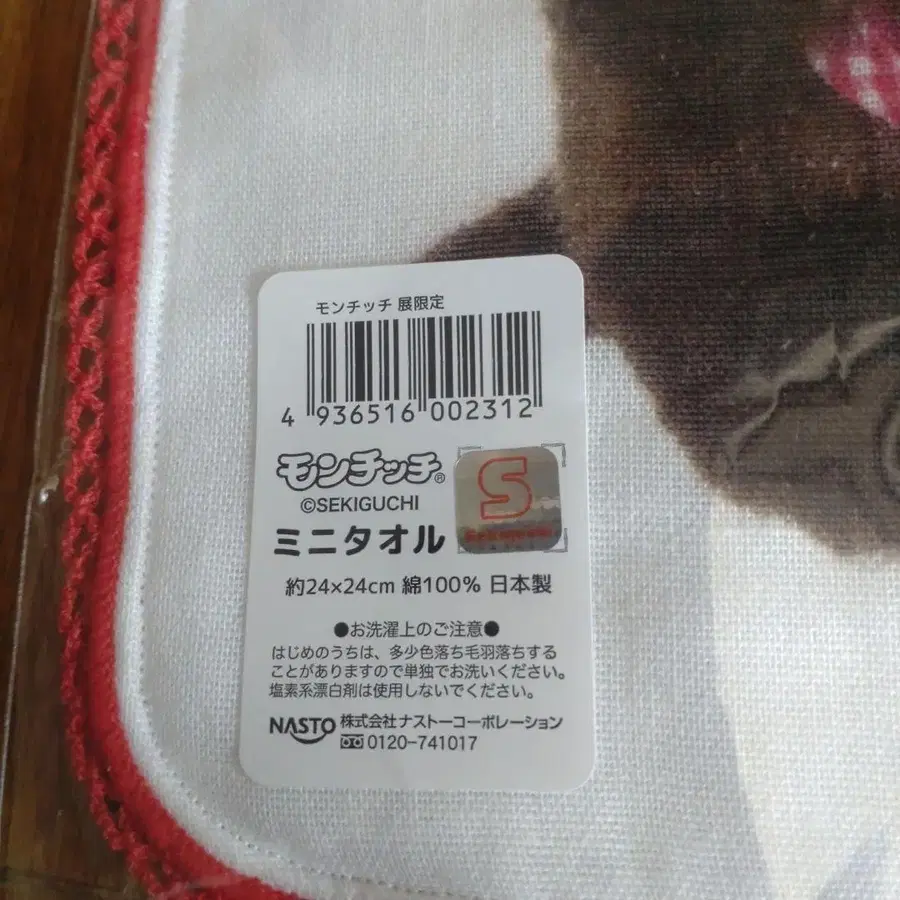 モンチッチ 展限定
4 936516 002312
モンチッチ®
©SEKIGUCHI
S
Sekiguchi
ミニタオル
約24×24cm 綿100% 日本製
●お洗濯上のご注意●
はじめのうちは、多少色落ち毛羽落ちする
ことがありますので単独でお洗いください。
塩素系漂白剤は使用しないでください。
NASTO 株式会社ナストーコーポレーション
0120-741017